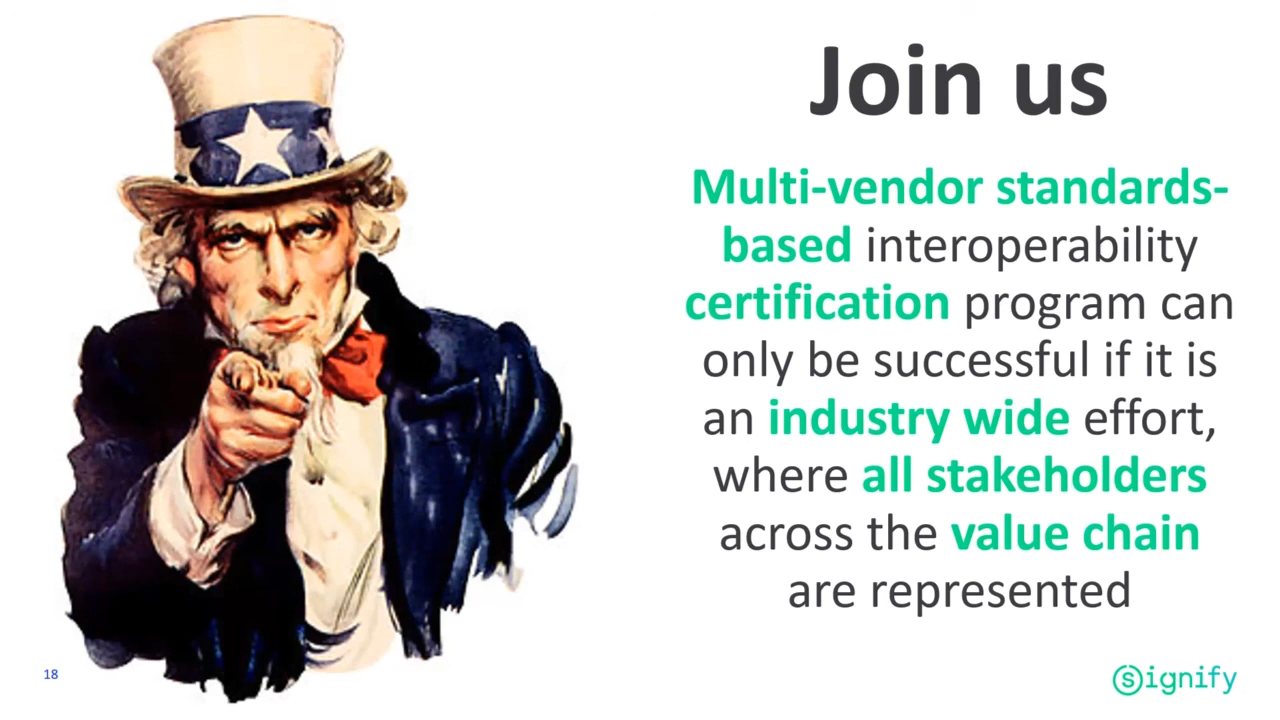 Join us
Multi-vendor standards-
based interoperability
certification program can
only be successful if it is
an industry wide effort,
where all stakeholders
across the value chain
are represented
18
signify